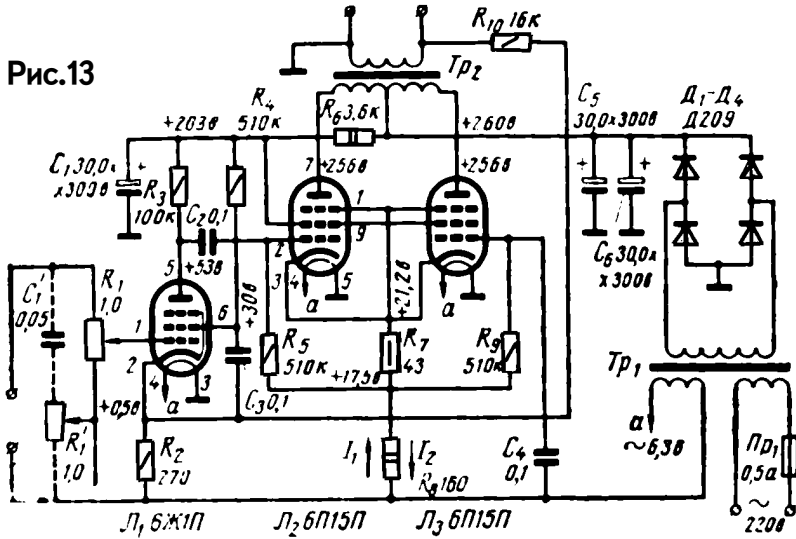 Рис.13
R₁₀ 16к
Тр₂
R₄
510к
R₆ 3,6к
+203в
+260в
7 +256в
+256в
C₅
30,0х300в
Д₁-Д₄
Д209
C₁ 30,0х
х300в
+
R₃
100к
C₂ 0,1
+
+
C₆ 30,0х
х300в
1
9
2
3
4
а
5
4
а
5
+53в
+30в
+21,2в
C₁'
0,05
R₁
1,0
1
2
4
а
3
6
R₅
510к
R₇
43
R₉
510к
+17,5в
C₃ 0,1
+0,5в
R₁'
1,0
R₂
270
I₁
I₂
R₈ 160
C₄
0,1
Тр₁
а
~6,3в
Пр₁
0,5а
~
220в
Л₁ 6Ж1П
Л₂ 6П15П
Л₃ 6П15П